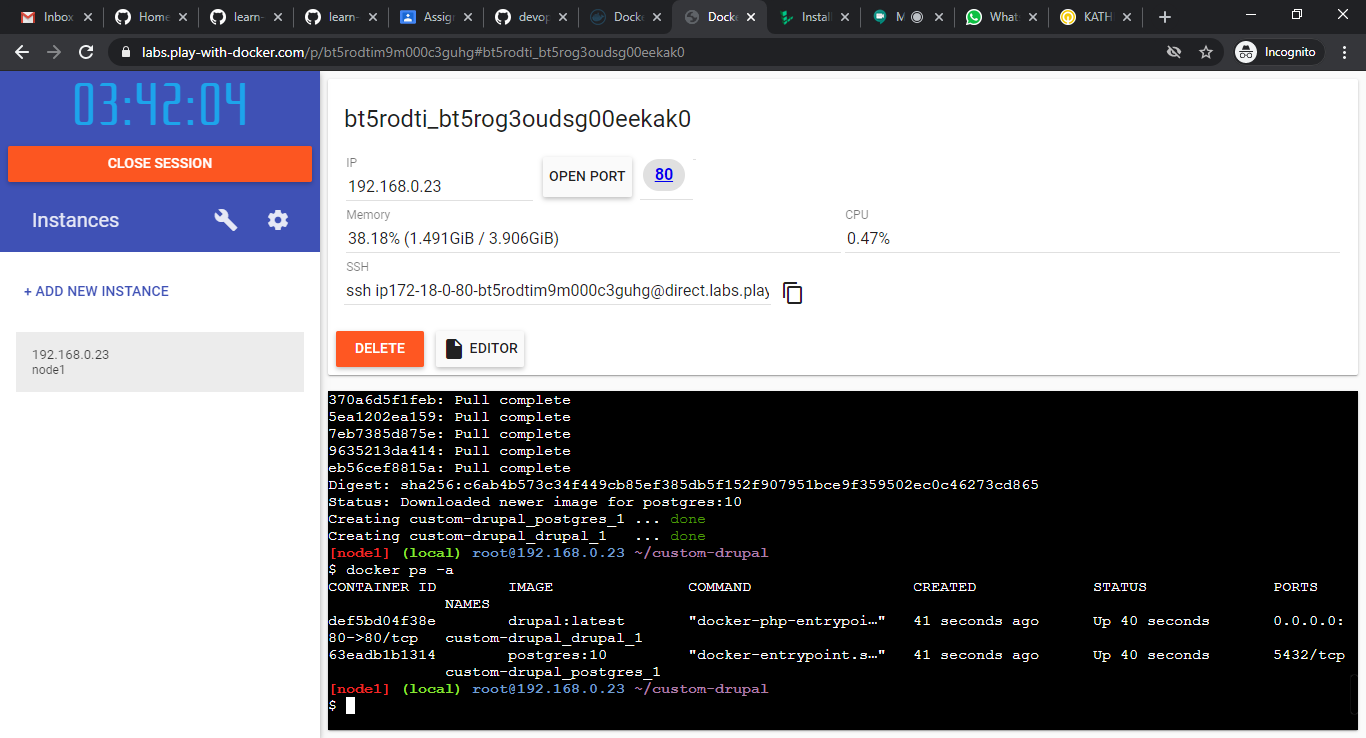 Inbox
Home
learn-
learn-
Assign
devop
Docke
Docke
Install
M
Whats
KATH
labs.play-with-docker.com/p/bt5rodtim9m000c3guhg#bt5rodti_bt5rog3oudsg00eekak0
Incognito
03:42:04
CLOSE SESSION
Instances
+ ADD NEW INSTANCE
192.168.0.23
node1
bt5rodti_bt5rog3oudsg00eekak0
IP
192.168.0.23
OPEN PORT
80
Memory
38.18% (1.491GiB / 3.906GiB)
CPU
0.47%
SSH
ssh ip172-18-0-80-bt5rodtim9m000c3guhg@direct.labs.play
DELETE
EDITOR
370a6d5f1feb: Pull complete
5ea1202ea159: Pull complete
7eb7385d875e: Pull complete
9635213da414: Pull complete
eb56cef8815a: Pull complete
Digest: sha256:c6ab4b573c34f449cb85ef385db5f152f907951bce9f359502ec0c46273cd865
Status: Downloaded newer image for postgres:10
Creating custom-drupal_postgres_1 ... done
Creating custom-drupal_drupal_1   ... done
[node1] (local) root@192.168.0.23 ~/custom-drupal
$ docker ps -a
CONTAINER ID        IMAGE               COMMAND                  CREATED             STATUS              PORTS
NAMES
def5bd04f38e        drupal:latest       "docker-php-entrypoi…"   41 seconds ago      Up 40 seconds       0.0.0.0:
80->80/tcp   custom-drupal_drupal_1
63eadb1b1314        postgres:10         "docker-entrypoint.s…"   41 seconds ago      Up 40 seconds       5432/tcp
custom-drupal_postgres_1
[node1] (local) root@192.168.0.23 ~/custom-drupal
$